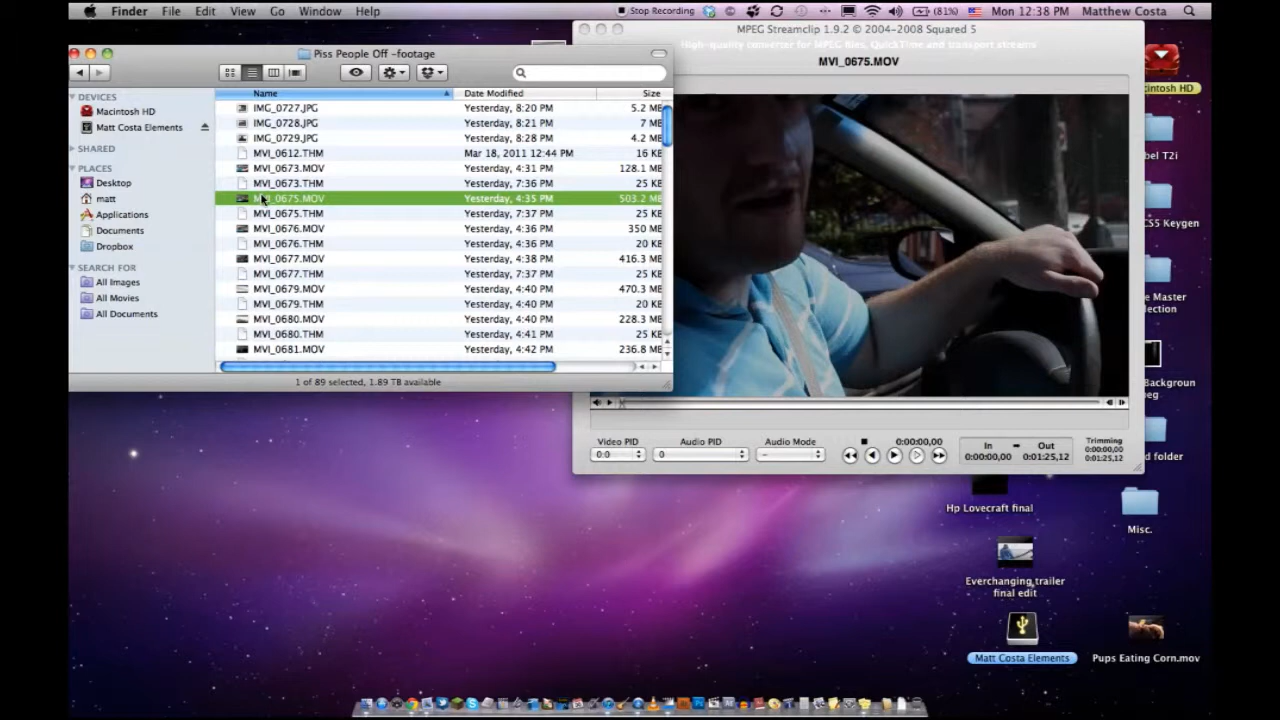 Finder File Edit View Go Window Help
Stop Recording (81%) Mon 12:38 PM Matthew Costa
Piss People Off -footage
MPEG Streamclip 1.9.2 © 2004-2008 Squared 5
High-quality converter for MPEG files, QuickTime and transport streams
MVI_0675.MOV
DEVICES
Macintosh HD
Matt Costa Elements
SHARED
PLACES
Desktop
matt
Applications
Documents
Dropbox
SEARCH FOR
All Images
All Movies
All Documents
Name Date Modified Size
IMG_0727.JPG Yesterday, 8:20 PM 5.2 MB
IMG_0728.JPG Yesterday, 8:21 PM 7 MB
IMG_0729.JPG Yesterday, 8:28 PM 4.2 MB
MVI_0612.THM Mar 18, 2011 12:44 PM 16 KB
MVI_0673.MOV Yesterday, 4:31 PM 128.1 MB
MVI_0673.THM Yesterday, 7:36 PM 25 KB
MVI_0675.MOV Yesterday, 4:35 PM 503.2 MB
MVI_0675.THM Yesterday, 7:37 PM 25 KB
MVI_0676.MOV Yesterday, 4:36 PM 350 MB
MVI_0676.THM Yesterday, 4:36 PM 20 KB
MVI_0677.MOV Yesterday, 4:38 PM 416.3 MB
MVI_0677.THM Yesterday, 7:37 PM 25 KB
MVI_0679.MOV Yesterday, 4:40 PM 470.3 MB
MVI_0679.THM Yesterday, 4:40 PM 20 KB
MVI_0680.MOV Yesterday, 4:40 PM 228.3 MB
MVI_0680.THM Yesterday, 4:41 PM 25 KB
MVI_0681.MOV Yesterday, 4:42 PM 236.8 MB
1 of 89 selected, 1.89 TB available
Video PID Audio PID Audio Mode 0:00:00,00 In Out Trimming
0:0 0 - 0:00:00,00 0:01:25,12 0:00:00,00
0:01:25,12
intosh HD
bel T2i
CS5 Keygen
e Master
lection
Backgroun
eg
d folder
Hp Lovecraft final
Misc.
Everchanging trailer
final edit
Matt Costa Elements
Pups Eating Corn.mov